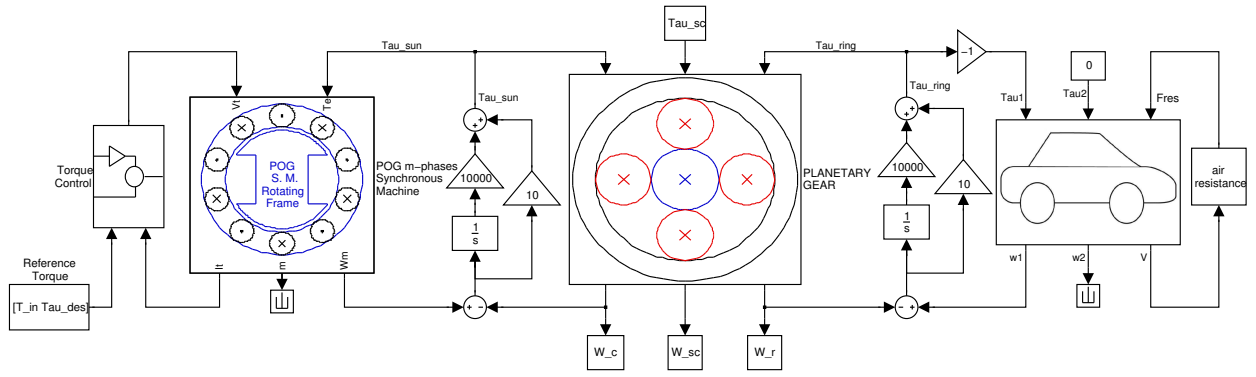 Torque
Control
Reference
Torque
[T_in Tau_des]
Vt
Te
POG
S. M.
Rotating
Frame
It
m
Wm
POG m−phases
Synchronous
Machine
Tau_sun
Tau_sun
10000
10
1
s
Tau_sc
PLANETARY
GEAR
W_c
W_sc
W_r
Tau_ring
Tau_ring
10000
10
1
s
−1
0
Tau1
Tau2
Fres
w1
w2
V
air
resistance